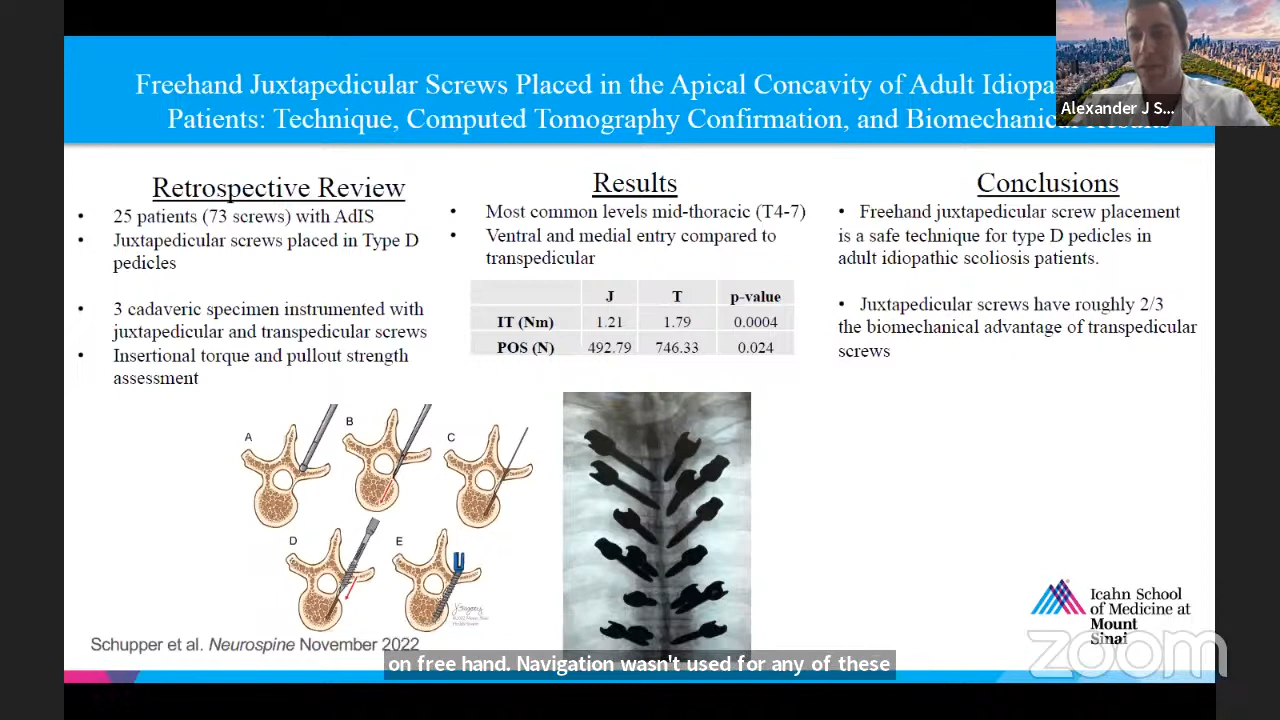 Freehand Juxtapedicular Screws Placed in the Apical Concavity of Adult
Patients: Technique, Computed Tomography Confirmation, and
Alexander J S...
Retrospective Review
• 25 patients (73 screws) with AdIS
• Juxtapedicular screws placed in Type D
pedicles
• 3 cadaveric specimen instrumented with
juxtapedicular and transpedicular screws
• Insertional torque and pullout strength
assessment
Results
• Most common levels mid-thoracic (T4-7)
• Ventral and medial entry compared to
transpedicular
J T p-value
IT (Nm) 1.21 1.79 0.0004
POS (N) 492.79 746.33 0.024
Conclusions
• Freehand juxtapedicular screw placement
is a safe technique for type D pedicles in
adult idiopathic scoliosis patients.
• Juxtapedicular screws have roughly 2/3
the biomechanical advantage of transpedicular
screws
A
B
C
D
E
Schupper et al. Neurospine November 2022
Icahn School
of Medicine at
Mount
Sinai
zoom
on free hand. Navigation wasn't used for any of these